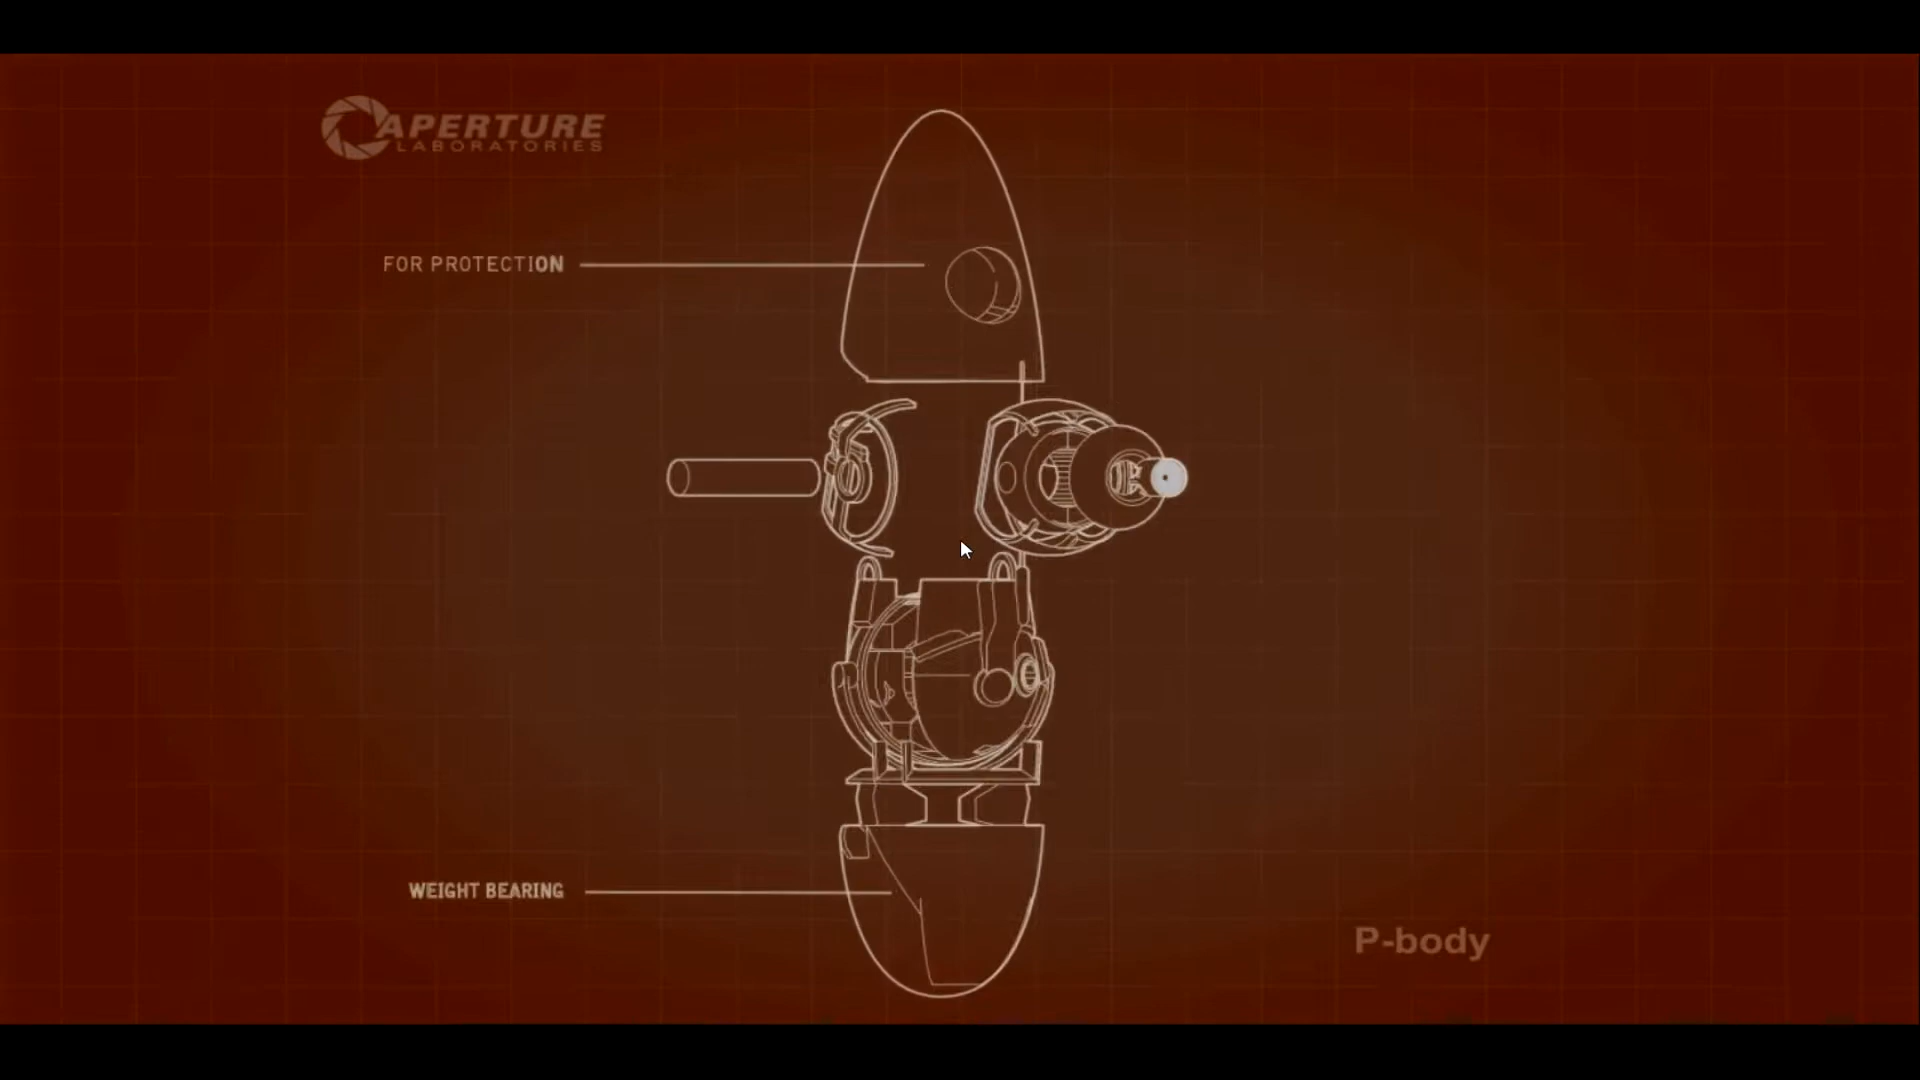 APERTURE
LABORATORIES
FOR PROTECTION
WEIGHT BEARING
P-body